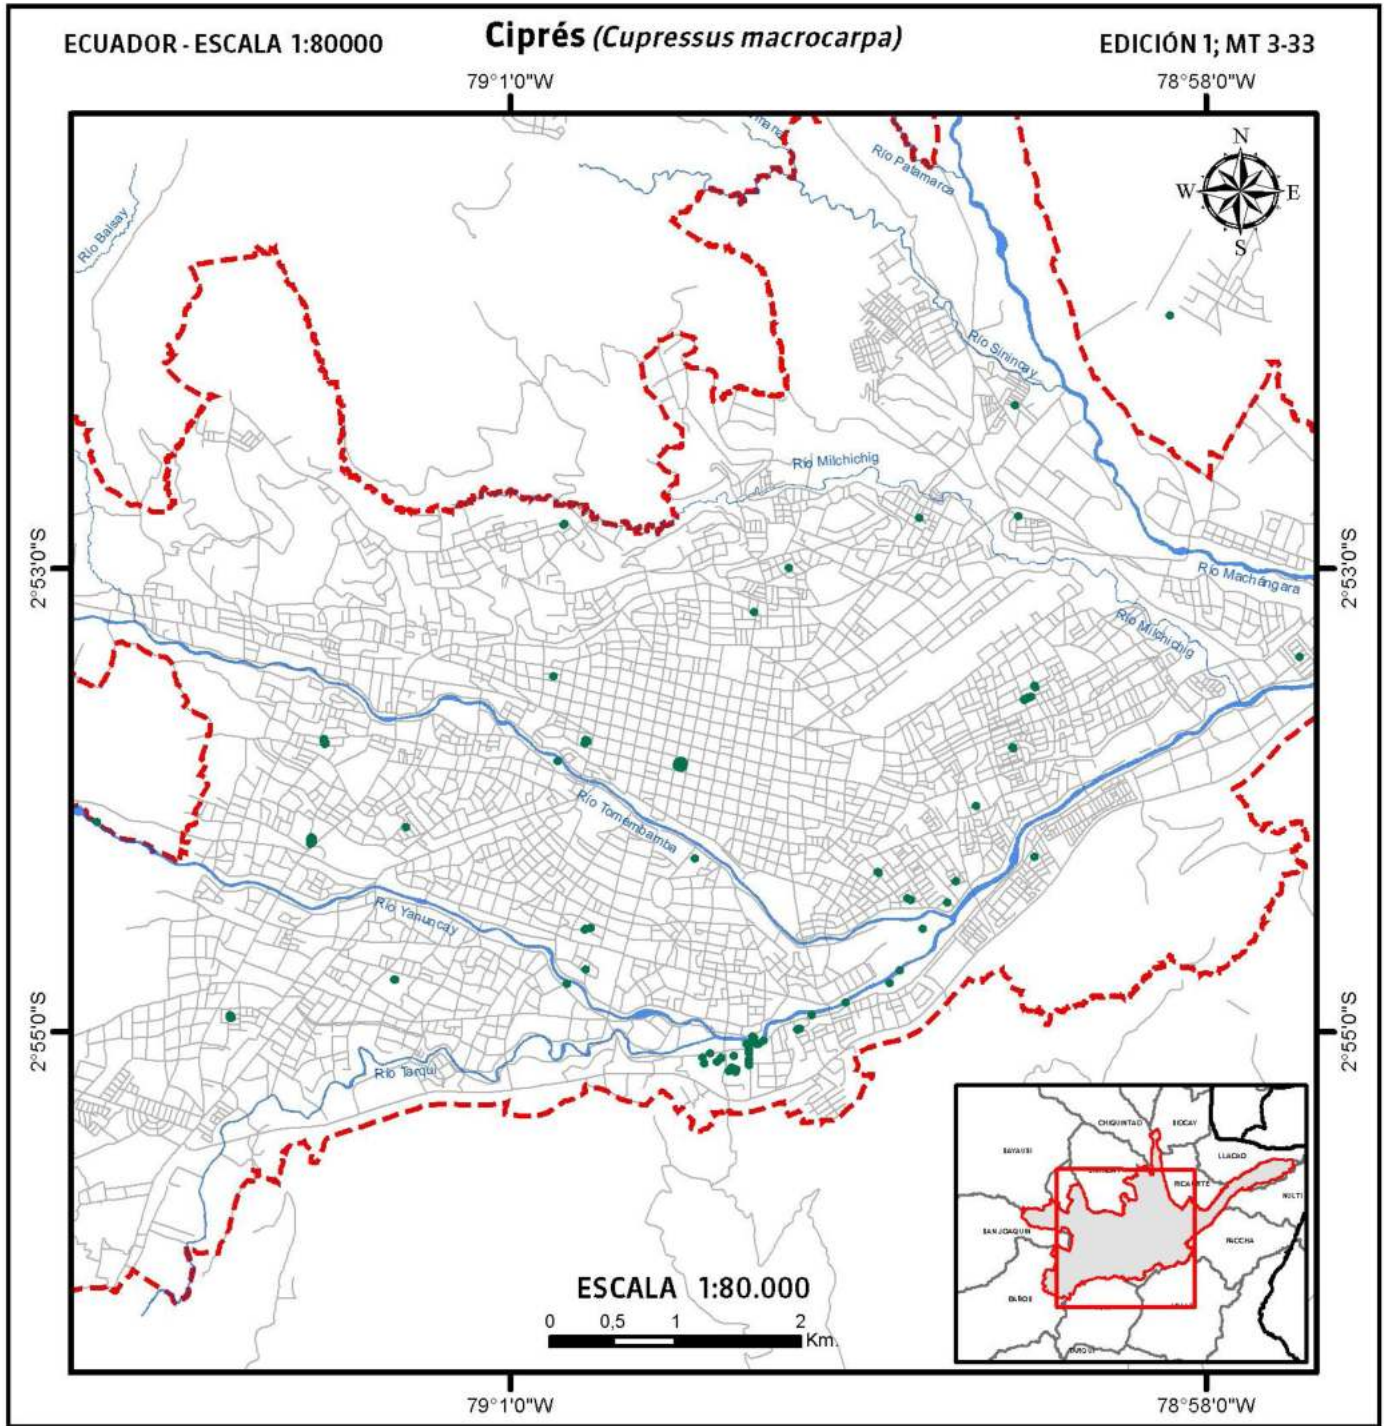 Ciprés (Cupressus macrocarpa)
ECUADOR - ESCALA 1:80000
EDICIÓN 1; MT 3-33
79°1'0"W
78°58'0"W
N
W
E
S
Río Patamarca
Río Balsay
Río Sinincay
Río Milchichig
2°53'0"S
2°53'0"S
Río Machángara
Río Milchichig
Río Tomebamba
Río Yanuncay
2°55'0"S
2°55'0"S
Río Tarqui
CHIQUINTAD
SAYAUSI
LLACAO
RICAURTE
NULTI
SAN JOAQUIN
PACCHA
BAÑOS
TARQUI
ESCALA 1:80.000
0 0,5 1 2
Km.
79°1'0"W
78°58'0"W